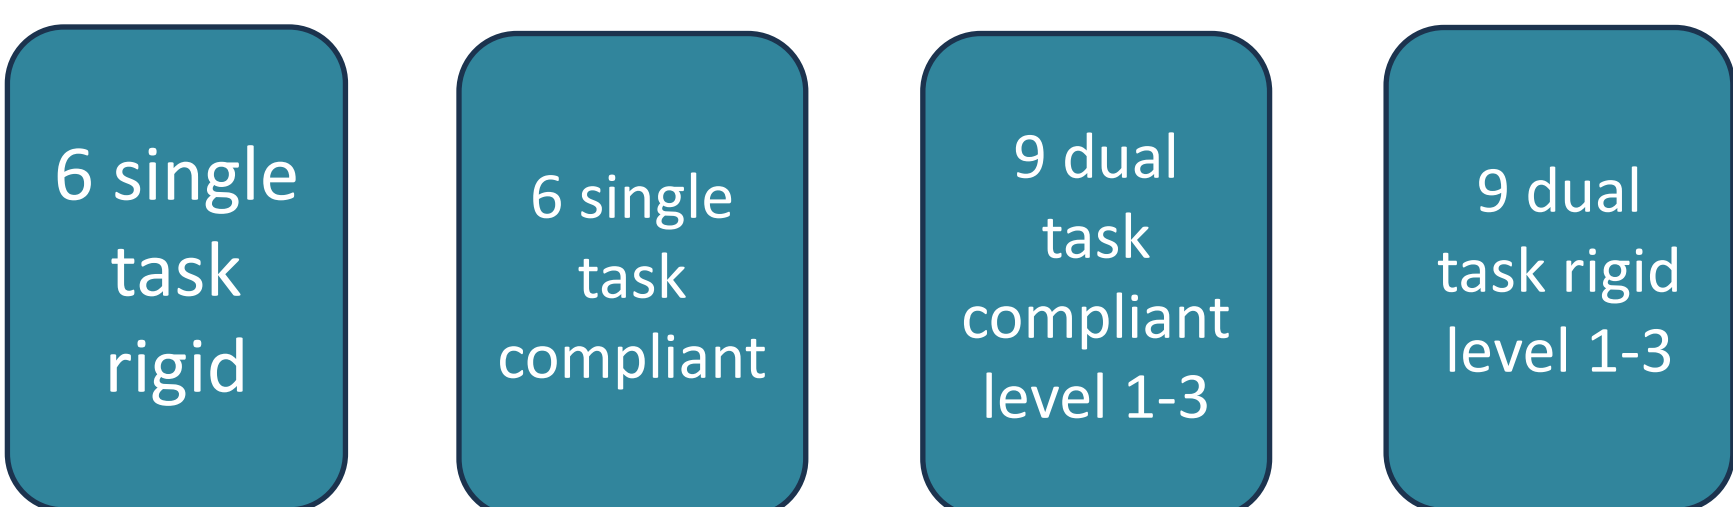 6 single
task
rigid
6 single
task
compliant
9 dual
task
compliant
level 1-3
9 dual
task rigid
level 1-3